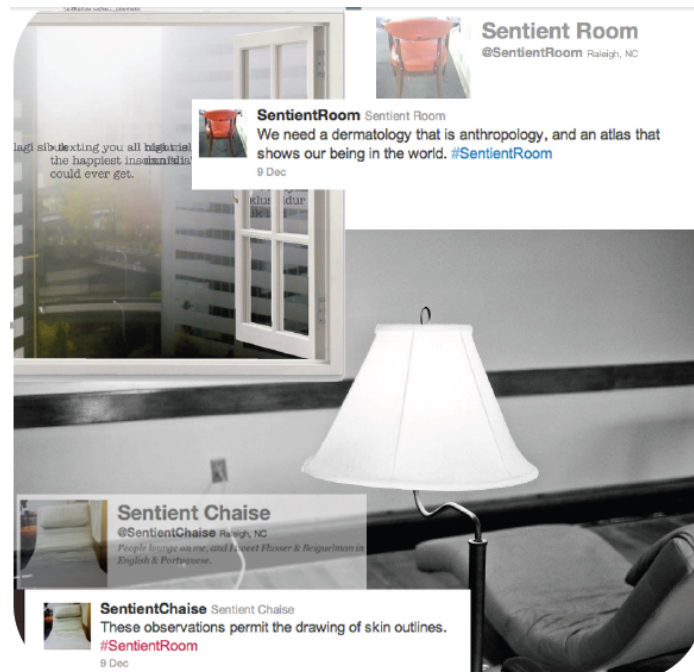 Sentient Room
@SentientRoom Raleigh, NC
SentientRoom Sentient Room
We need a dermatology that is anthropology, and an atlas that
shows our being in the world. #SentientRoom
9 Dec
texting you all
the happiest
could ever get.
Sentient Chaise
@SentientChaise Raleigh, NC
People lounge on me, and I tweet Flusser & Beiguelman in
English & Portuguese.
SentientChaise Sentient Chaise
These observations permit the drawing of skin outlines.
#SentientRoom
9 Dec